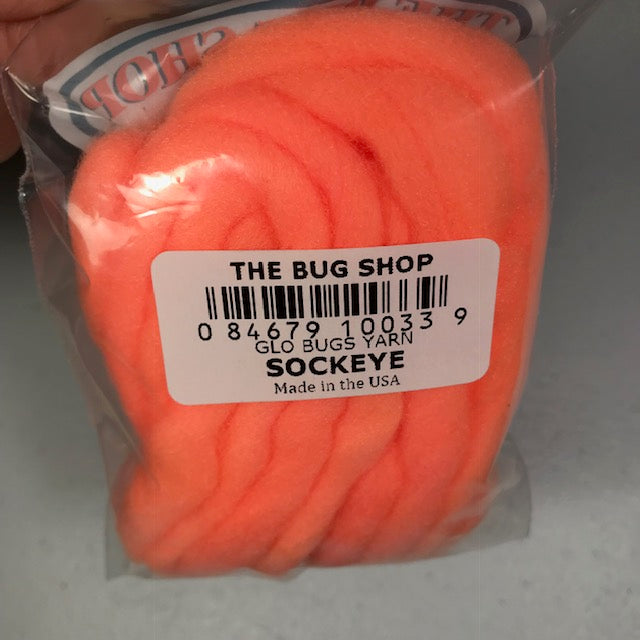 THE BUG SHOP
0 84679 10033 9
GLO BUGS YARN
SOCKEYE
Made in the USA